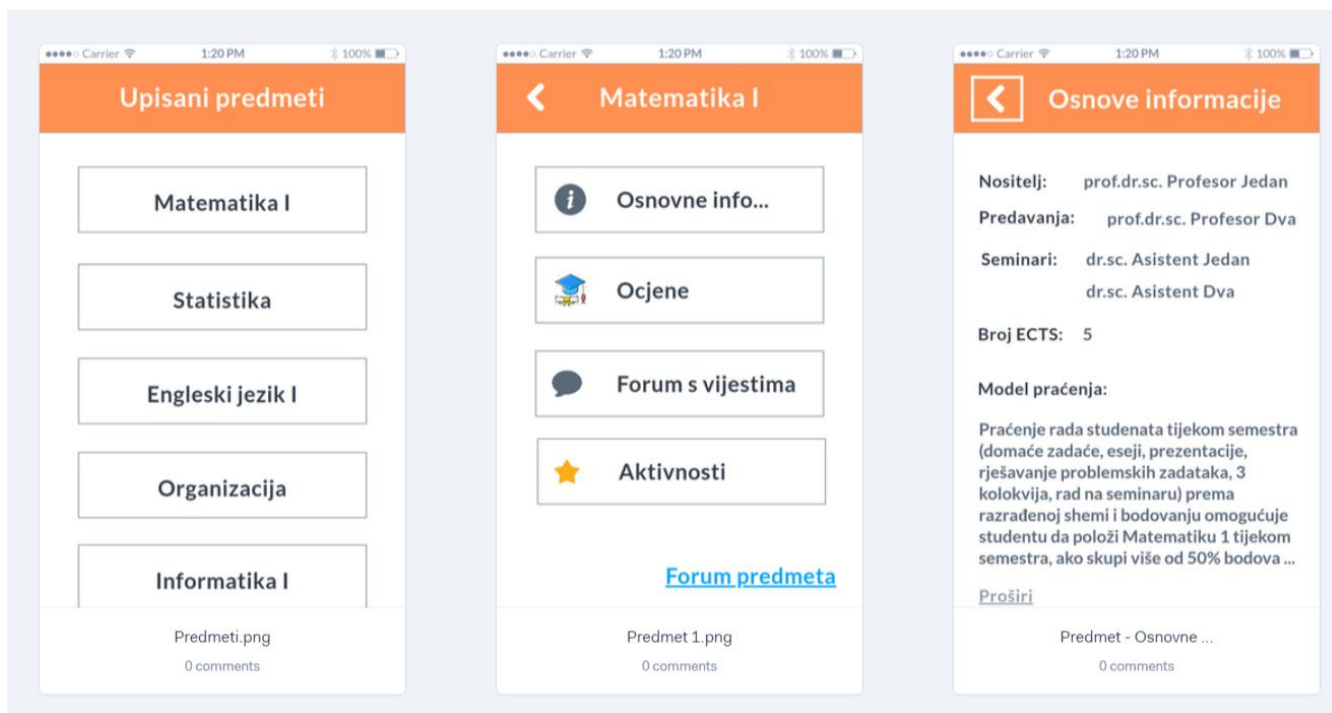 Carrier 1:20 PM 100%
Upisani predmeti
Matematika I
Statistika
Engleski jezik I
Organizacija
Informatika I
Predmeti.png
0 comments
Carrier 1:20 PM 100%
Matematika I
i Osnovne info...
Ocjene
Forum s vijestima
Aktivnosti
Forum predmeta
Predmet 1.png
0 comments
Carrier 1:20 PM 100%
Osnove informacije
Nositelj: prof.dr.sc. Profesor Jedan
Predavanja: prof.dr.sc. Profesor Dva
Seminari: dr.sc. Asistent Jedan
dr.sc. Asistent Dva
Broj ECTS: 5
Model praćenja:
Praćenje rada studenata tijekom semestra
(domaće zadaće, eseji, prezentacije,
rješavanje problemskih zadataka, 3
kolokvija, rad na seminaru) prema
razrađenoj shemi i bodovanju omogućuje
studentu da položi Matematiku 1 tijekom
semestra, ako skupi više od 50% bodova ...
Proširi
Predmet - Osnovne ...
0 comments